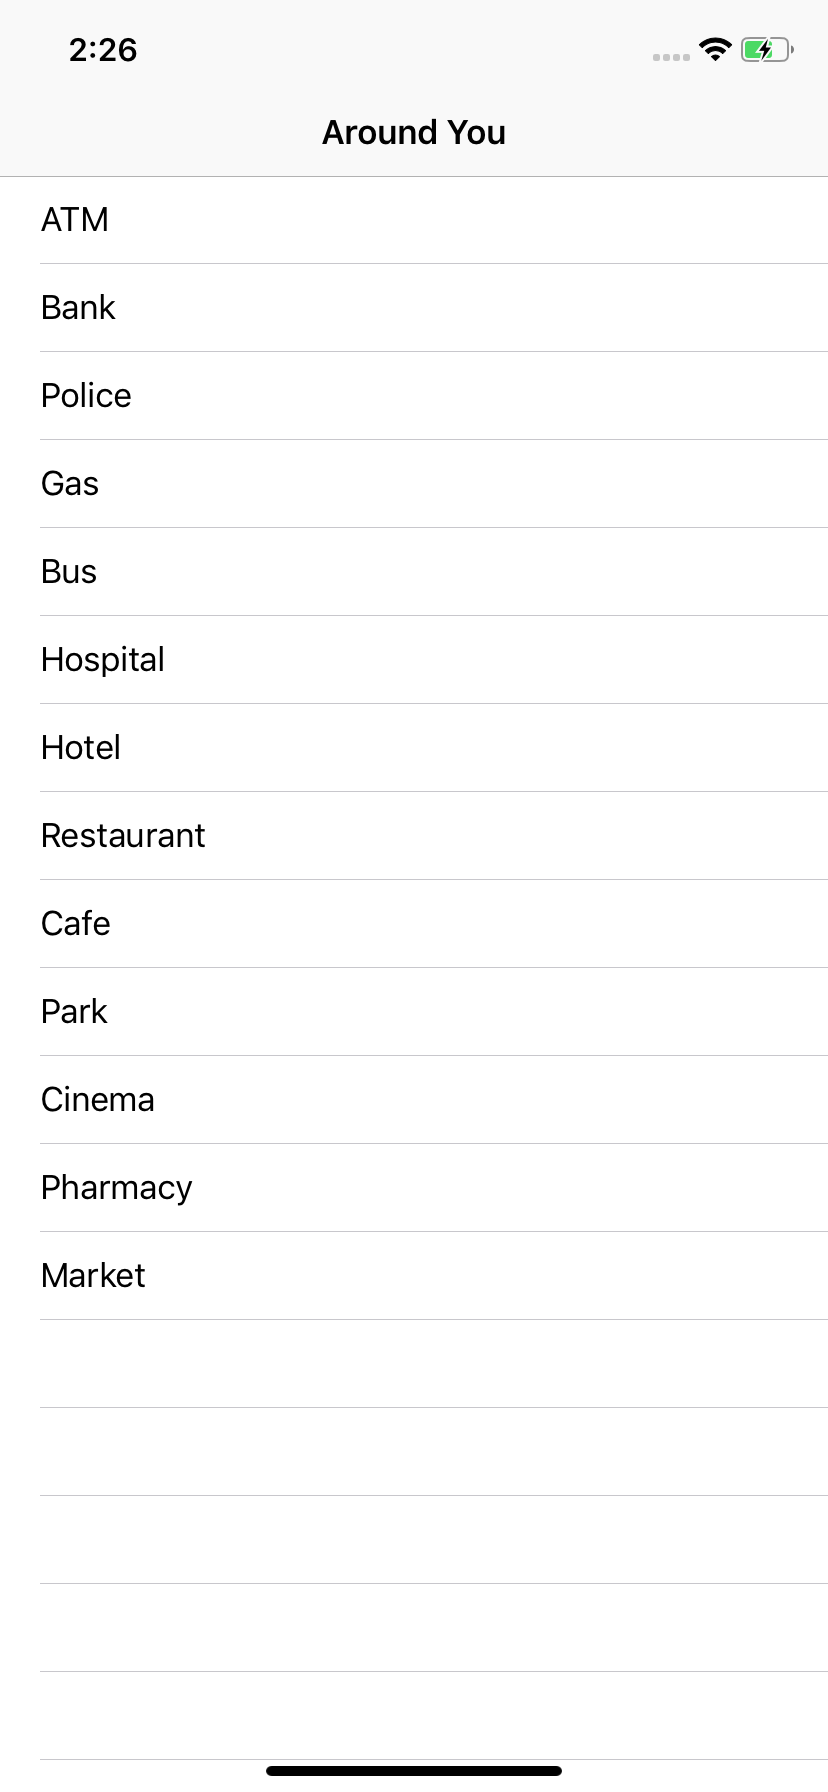 2:26
Around You
ATM
Bank
Police
Gas
Bus
Hospital
Hotel
Restaurant
Cafe
Park
Cinema
Pharmacy
Market